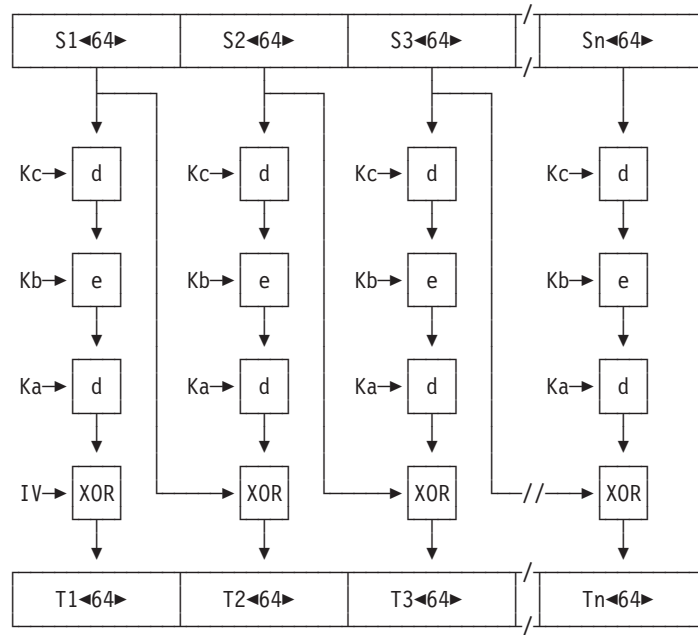 S1◄64► S2◄64► S3◄64► // Sn◄64►
Kc d Kc d Kc d Kc d
Kb e Kb e Kb e Kb e
Ka d Ka d Ka d Ka d
IV XOR XOR XOR // XOR
T1◄64► T2◄64► T3◄64► // Tn◄64►